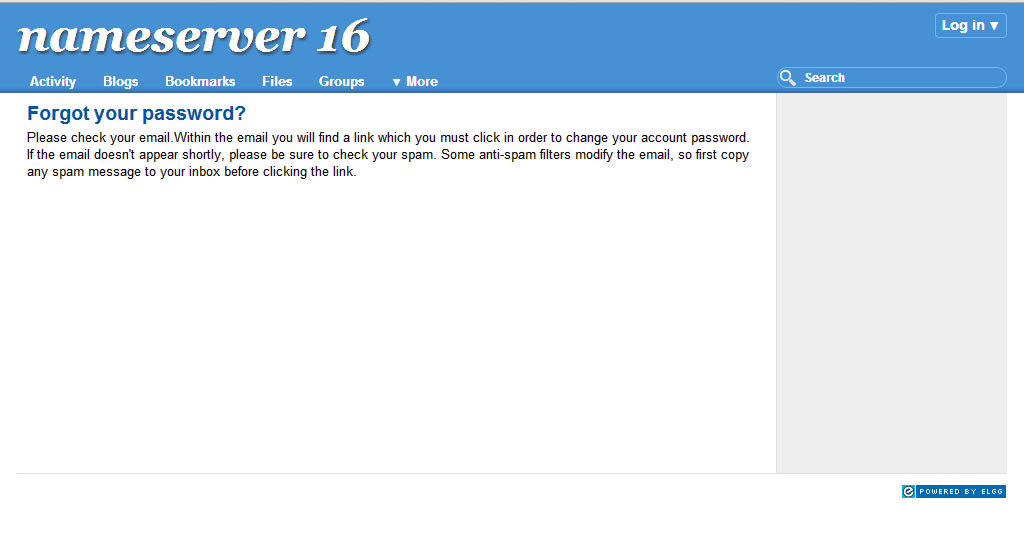 nameserver 16
Log in ▼
Activity Blogs Bookmarks Files Groups ▼ More
Search
Forgot your password?
Please check your email.Within the email you will find a link which you must click in order to change your account password.
If the email doesn't appear shortly, please be sure to check your spam. Some anti-spam filters modify the email, so first copy
any spam message to your inbox before clicking the link.
POWERED BY ELGG